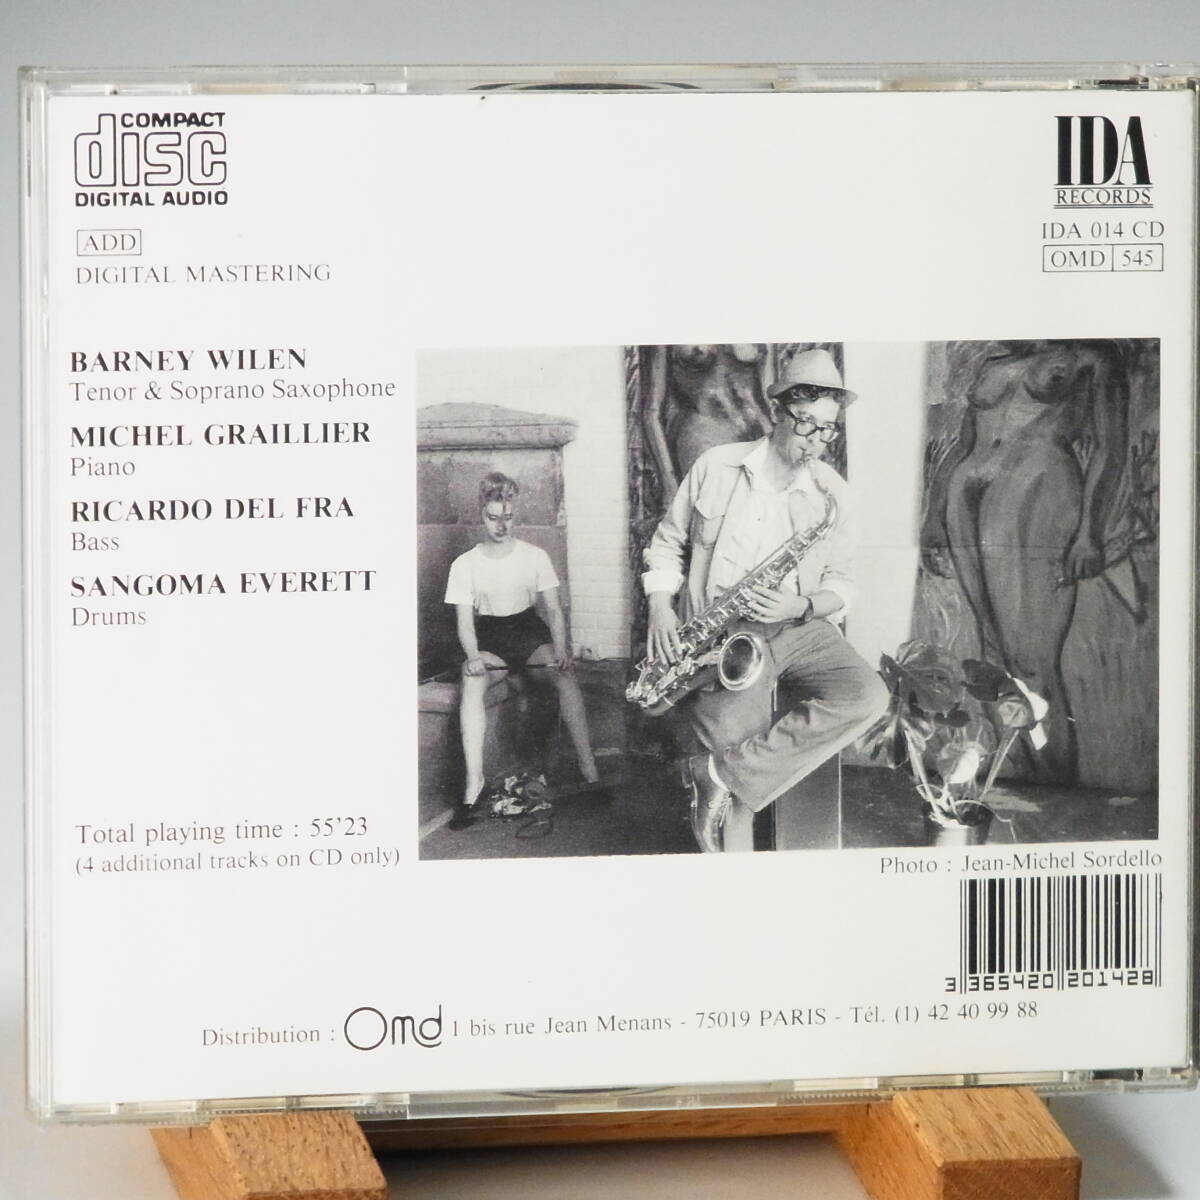 COMPACT
disc
DIGITAL AUDIO
ADD
DIGITAL MASTERING
IDA
RECORDS
IDA 014 CD
OMD 545
BARNEY WILEN
Tenor & Soprano Saxophone
MICHEL GRAILLIER
Piano
RICARDO DEL FRA
Bass
SANGOMA EVERETT
Drums
Total playing time : 55'23
(4 additional tracks on CD only)
Photo : Jean-Michel Sordello
3 365420 201428
Distribution : Omd 1 bis rue Jean Menans - 75019 PARIS - Tél. (1) 42 40 99 88